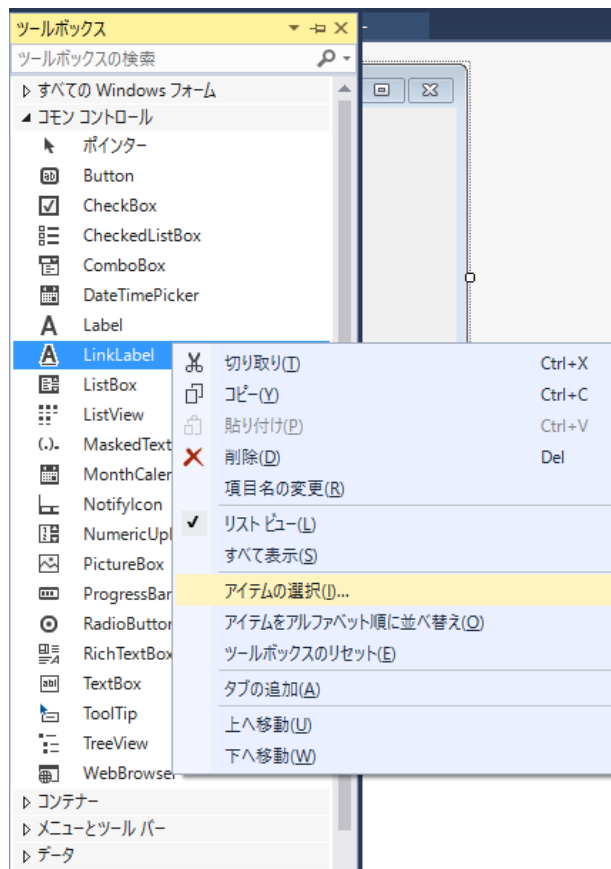 ツールボックス
ツールボックスの検索
すべての Windows フォーム
コモン コントロール
ポインター
Button
CheckBox
CheckedListBox
ComboBox
DateTimePicker
Label
LinkLabel
ListBox
ListView
MaskedText
MonthCaler
NotifyIcon
NumericUpl
PictureBox
ProgressBar
RadioButtor
RichTextBox
TextBox
ToolTip
TreeView
WebBrowser
コンテナー
メニューとツール バー
データ
切り取り(T) Ctrl+X
コピー(Y) Ctrl+C
貼り付け(P) Ctrl+V
削除(D) Del
項目名の変更(R)
リスト ビュー(L)
すべて表示(S)
アイテムの選択(I)...
アイテムをアルファベット順に並べ替え(O)
ツールボックスのリセット(E)
タブの追加(A)
上へ移動(U)
下へ移動(W)